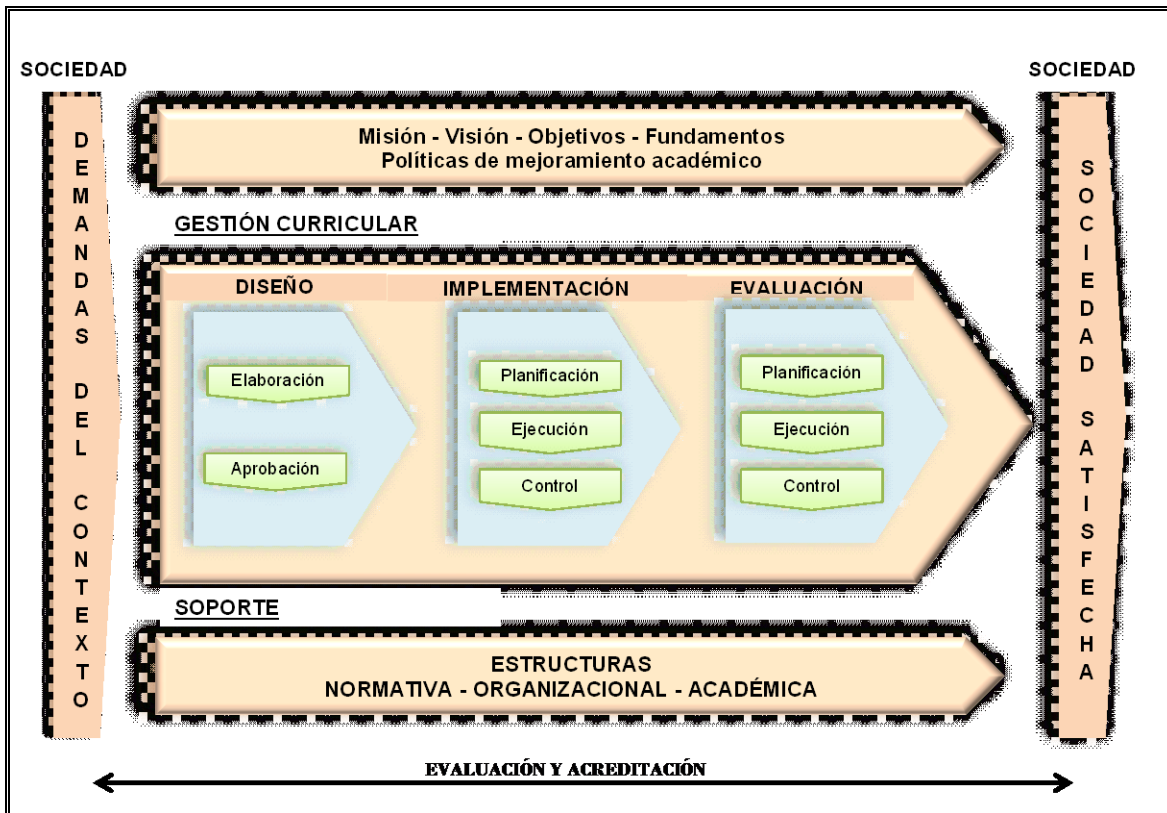 SOCIEDAD
SOCIEDAD
DEMANDAS DEL CONTEXTO
Misión - Visión - Objetivos - Fundamentos
Políticas de mejoramiento académico
GESTIÓN CURRICULAR
DISEÑO
Elaboración
Aprobación
IMPLEMENTACIÓN
Planificación
Ejecución
Control
EVALUACIÓN
Planificación
Ejecución
Control
SOPORTE
ESTRUCTURAS
NORMATIVA - ORGANIZACIONAL - ACADÉMICA
SOCIEDAD SATISFECHA
EVALUACIÓN Y ACREDITACIÓN